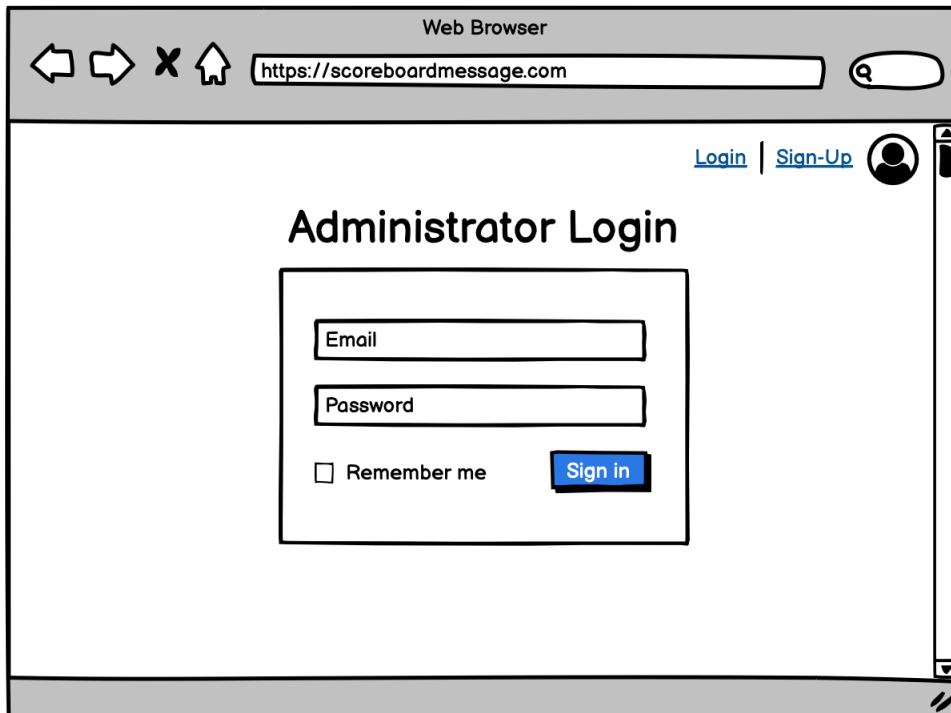 Web Browser
https://scoreboardmessage.com
Login | Sign-Up
Administrator Login
Email
Password
Remember me
Sign in